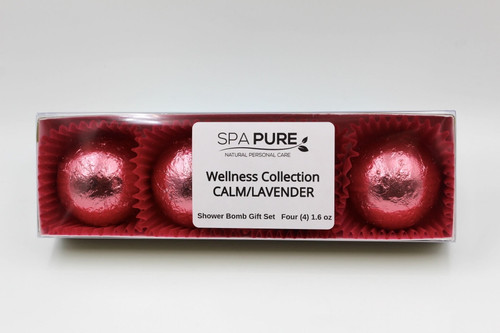 SPA PURE
NATURAL PERSONAL CARE
Wellness Collection
CALM/LAVENDER
Shower Bomb Gift Set Four (4) 1.6 oz